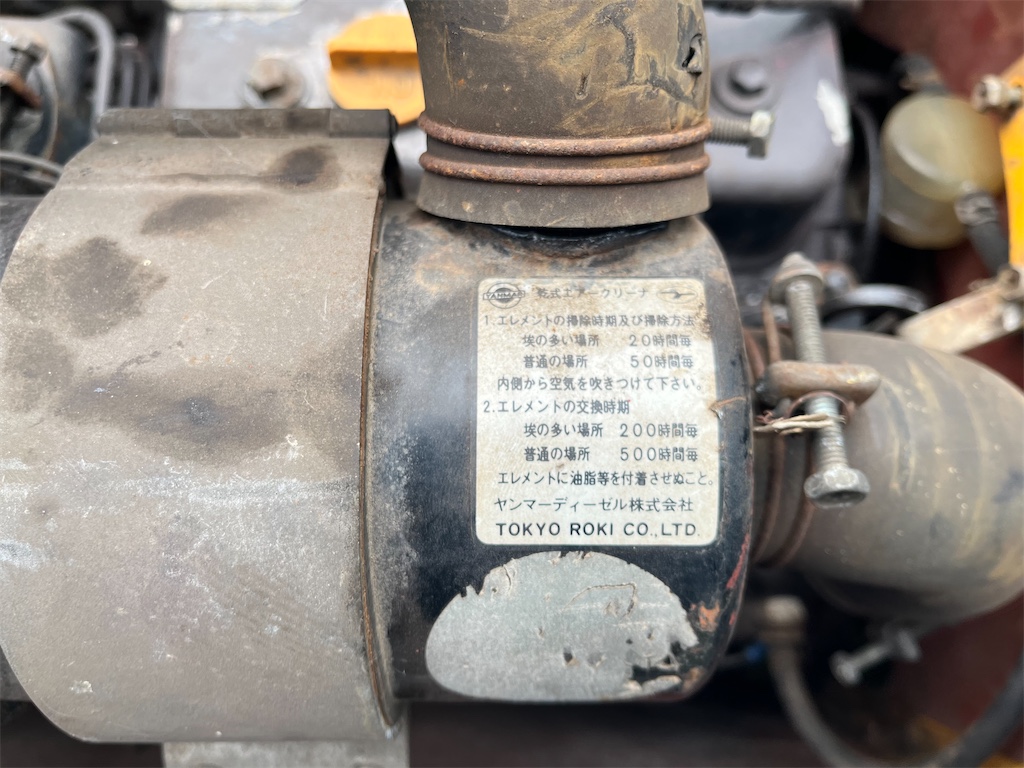 YANMAR 乾式エアークリーナ
1.エレメントの掃除時期及び掃除方法
埃の多い場所 20時間毎
普通の場所 50時間毎
内側から空気を吹きつけて下さい。
2.エレメントの交換時期
埃の多い場所 200時間毎
普通の場所 500時間毎
エレメントに油脂等を付着させぬこと。
ヤンマーディーゼル株式会社
TOKYO ROKI CO.,LTD.